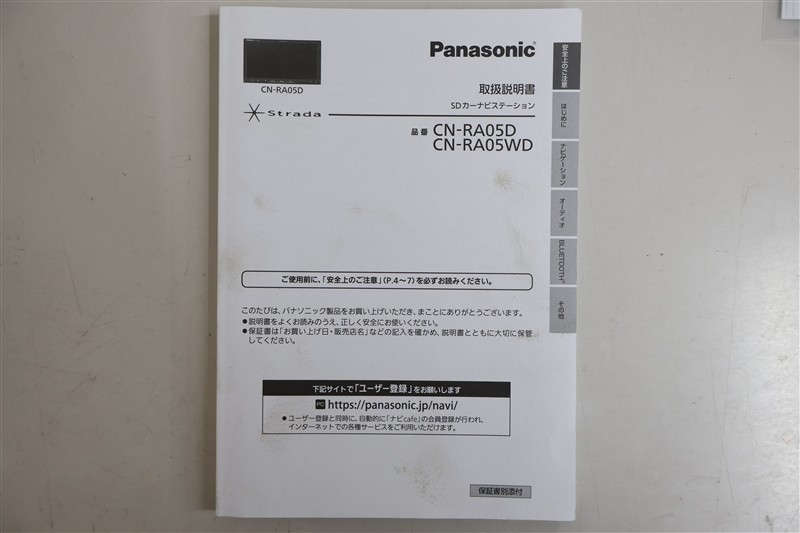 Panasonic
CN-RA05D
取扱説明書
SDカーナビステーション
Strada
品番 CN-RA05D
CN-RA05WD
安全上のご注意
はじめに
ナビゲーション
オーディオ
BLUETOOTH®
その他
ご使用前に、「安全上のご注意」(P.4～7)を必ずお読みください。
このたびは、パナソニック製品をお買い上げいただき、まことにありがとうございます。
●説明書をよくお読みのうえ、正しく安全にお使いください。
●保証書は「お買い上げ日・販売店名」などの記入を確かめ、説明書とともに大切に保管
してください。
下記サイトで「ユーザー登録」をお願いします
PC https://panasonic.jp/navi/
●ユーザー登録と同時に、自動的に「ナビcafe」の会員登録が行われ、
インターネットでの各種サービスをご利用いただけます。
保証書別添付